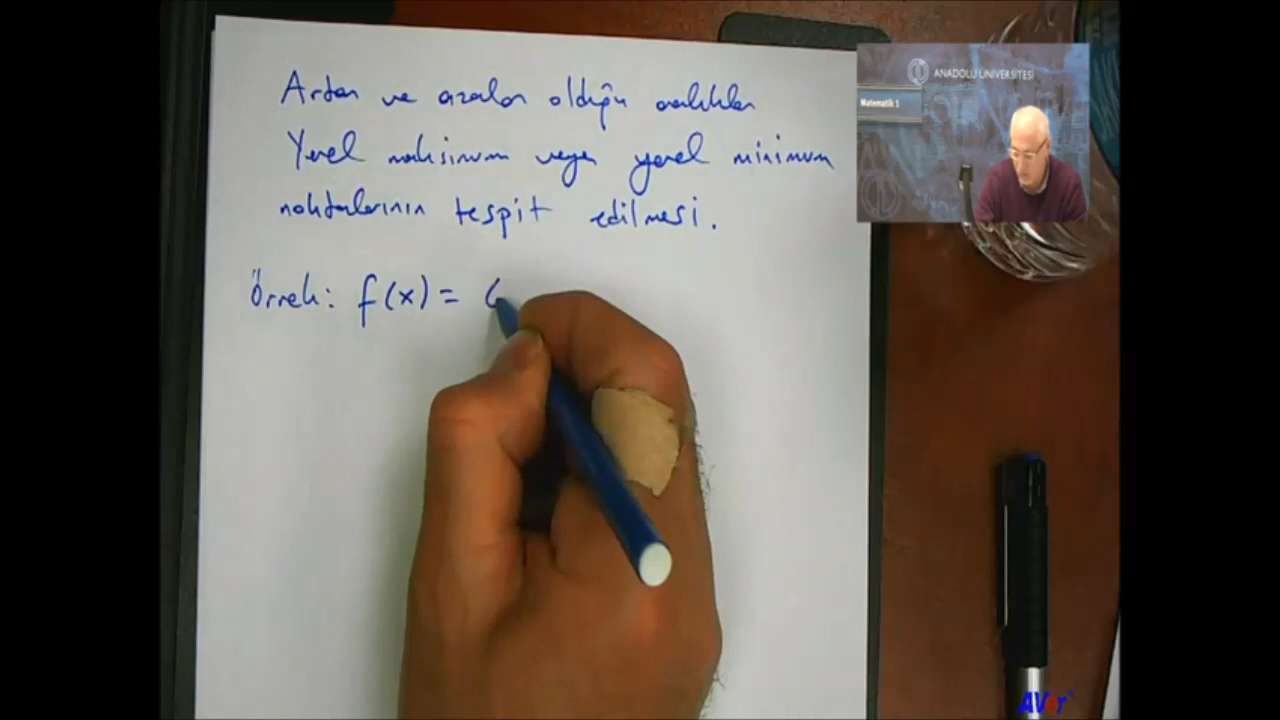 Artan ve azalan olduğu aralıklar
Yerel maksimum veya yerel minimum
noktalarının tespit edilmesi.
Örnek: f(x) = (
ANADOLU ÜNİVERSİTESİ
Matematik 1
AVer